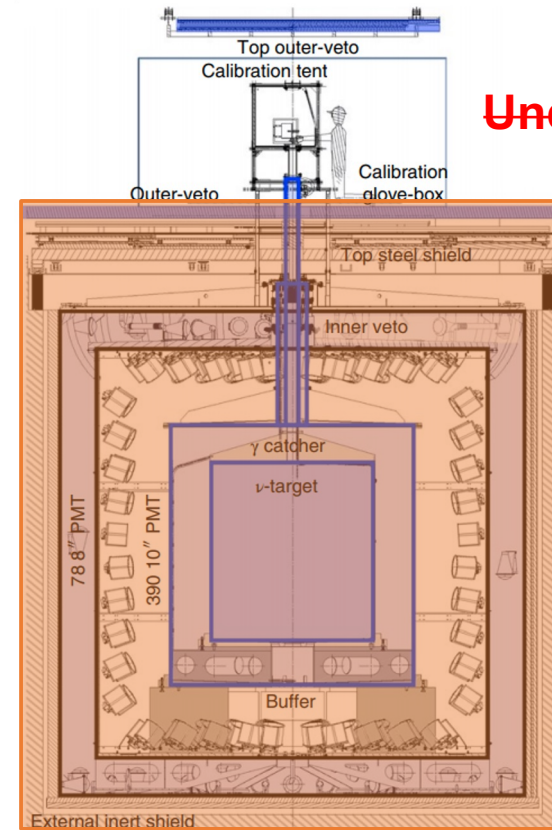 Top outer-veto
Calibration tent
Calibration
glove-box
Outer-veto
Top steel shield
Inner veto
γ catcher
ν-target
78 8″ PMT
390 10″ PMT
Buffer
External inert shield